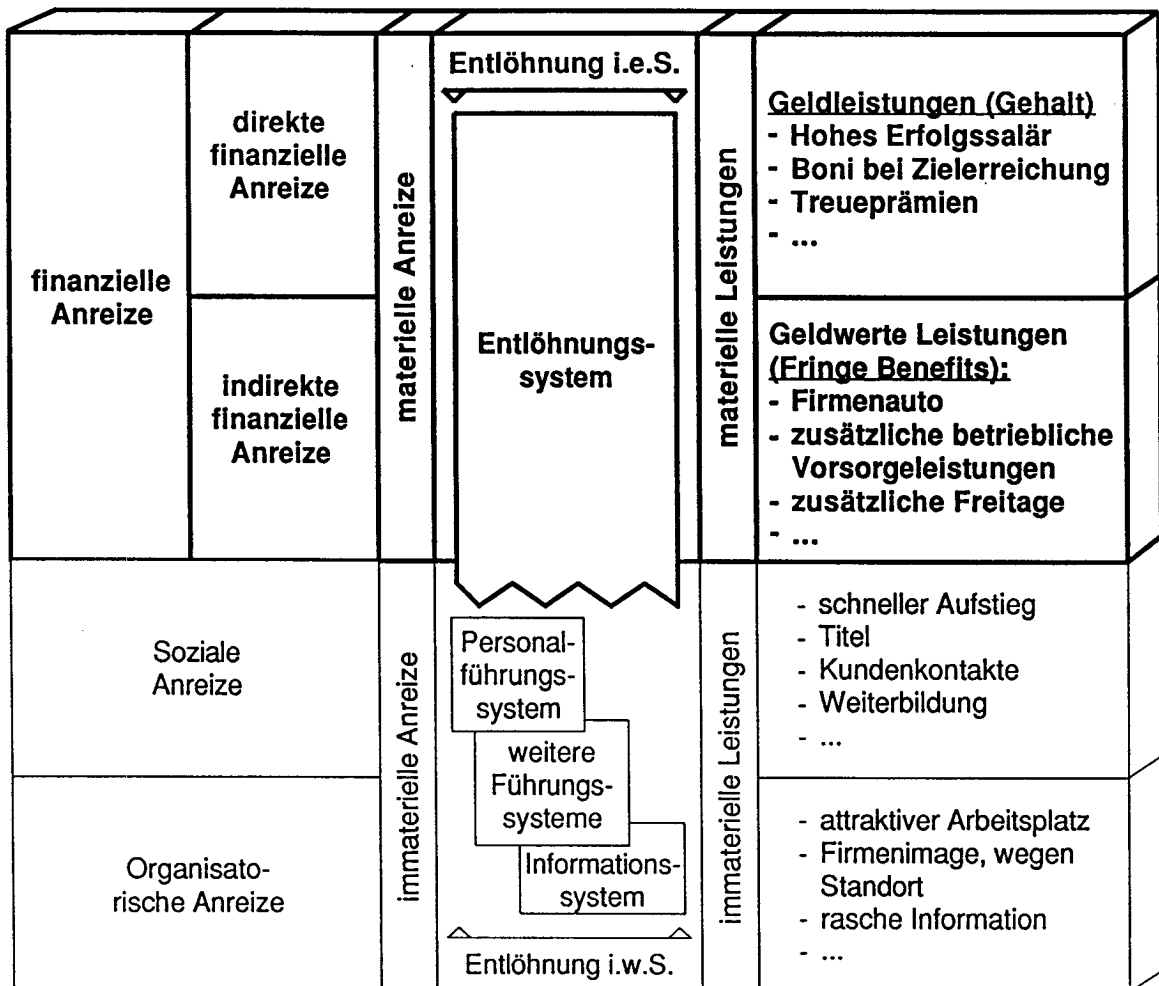 finanzielle
Anreize
direkte
finanzielle
Anreize
indirekte
finanzielle
Anreize
materielle Anreize
Entlöhnung i.e.S.
Entlöhnungs-
system
materielle Leistungen
Geldleistungen (Gehalt)
- Hohes Erfolgssalär
- Boni bei Zielerreichung
- Treueprämien
- ...
Geldwerte Leistungen
(Fringe Benefits):
- Firmenauto
- zusätzliche betriebliche
Vorsorgeleistungen
- zusätzliche Freitage
- ...
Soziale
Anreize
Organisato-
rische Anreize
immaterielle Anreize
Personal-
führungs-
system
weitere
Führungs-
systeme
Informations-
system
Entlöhnung i.w.S.
immaterielle Leistungen
- schneller Aufstieg
- Titel
- Kundenkontakte
- Weiterbildung
- ...
- attraktiver Arbeitsplatz
- Firmenimage, wegen
Standort
- rasche Information
- ...